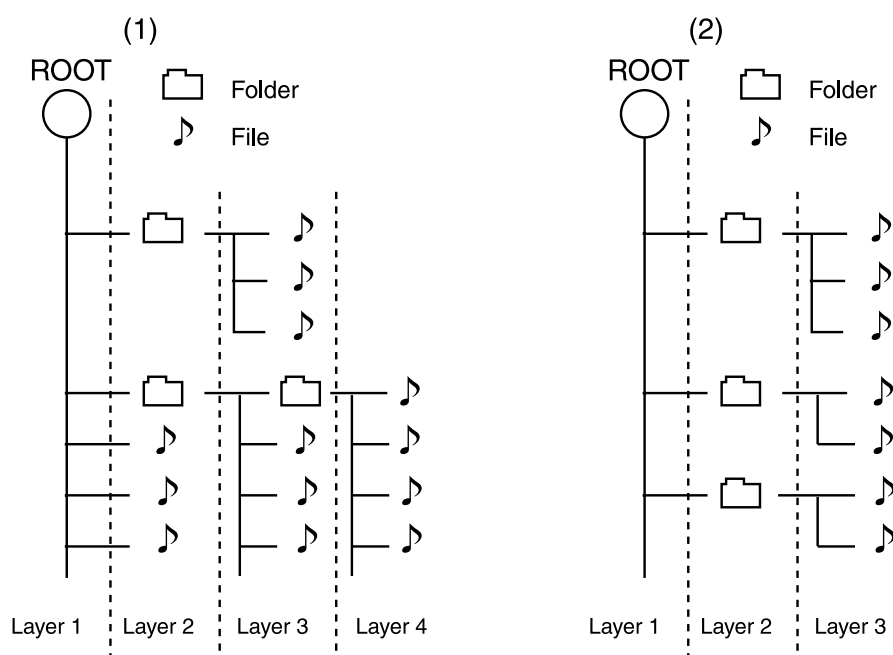 (1)
ROOT
Folder
File
Layer 1
Layer 2
Layer 3
Layer 4
(2)
ROOT
Folder
File
Layer 1
Layer 2
Layer 3